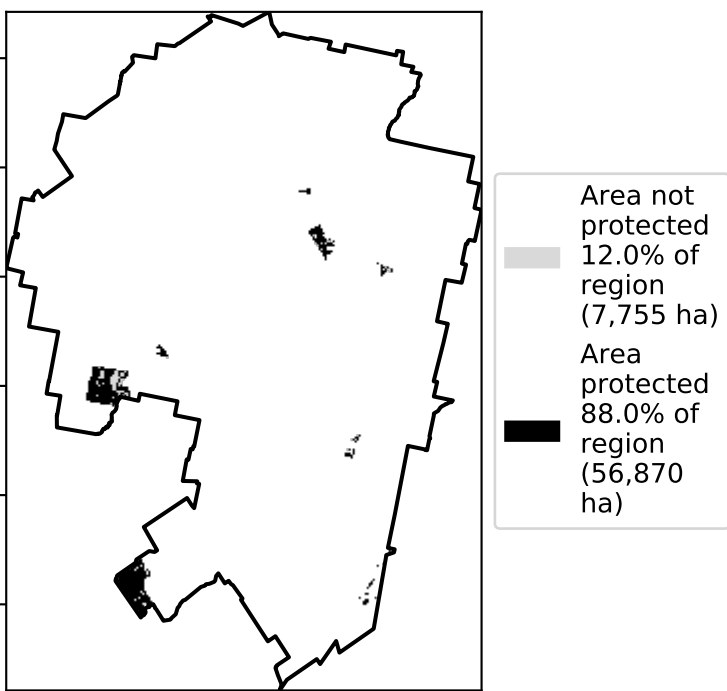 Area not
protected
12.0% of
region
(7,755 ha)
Area
protected
88.0% of
region
(56,870
ha)